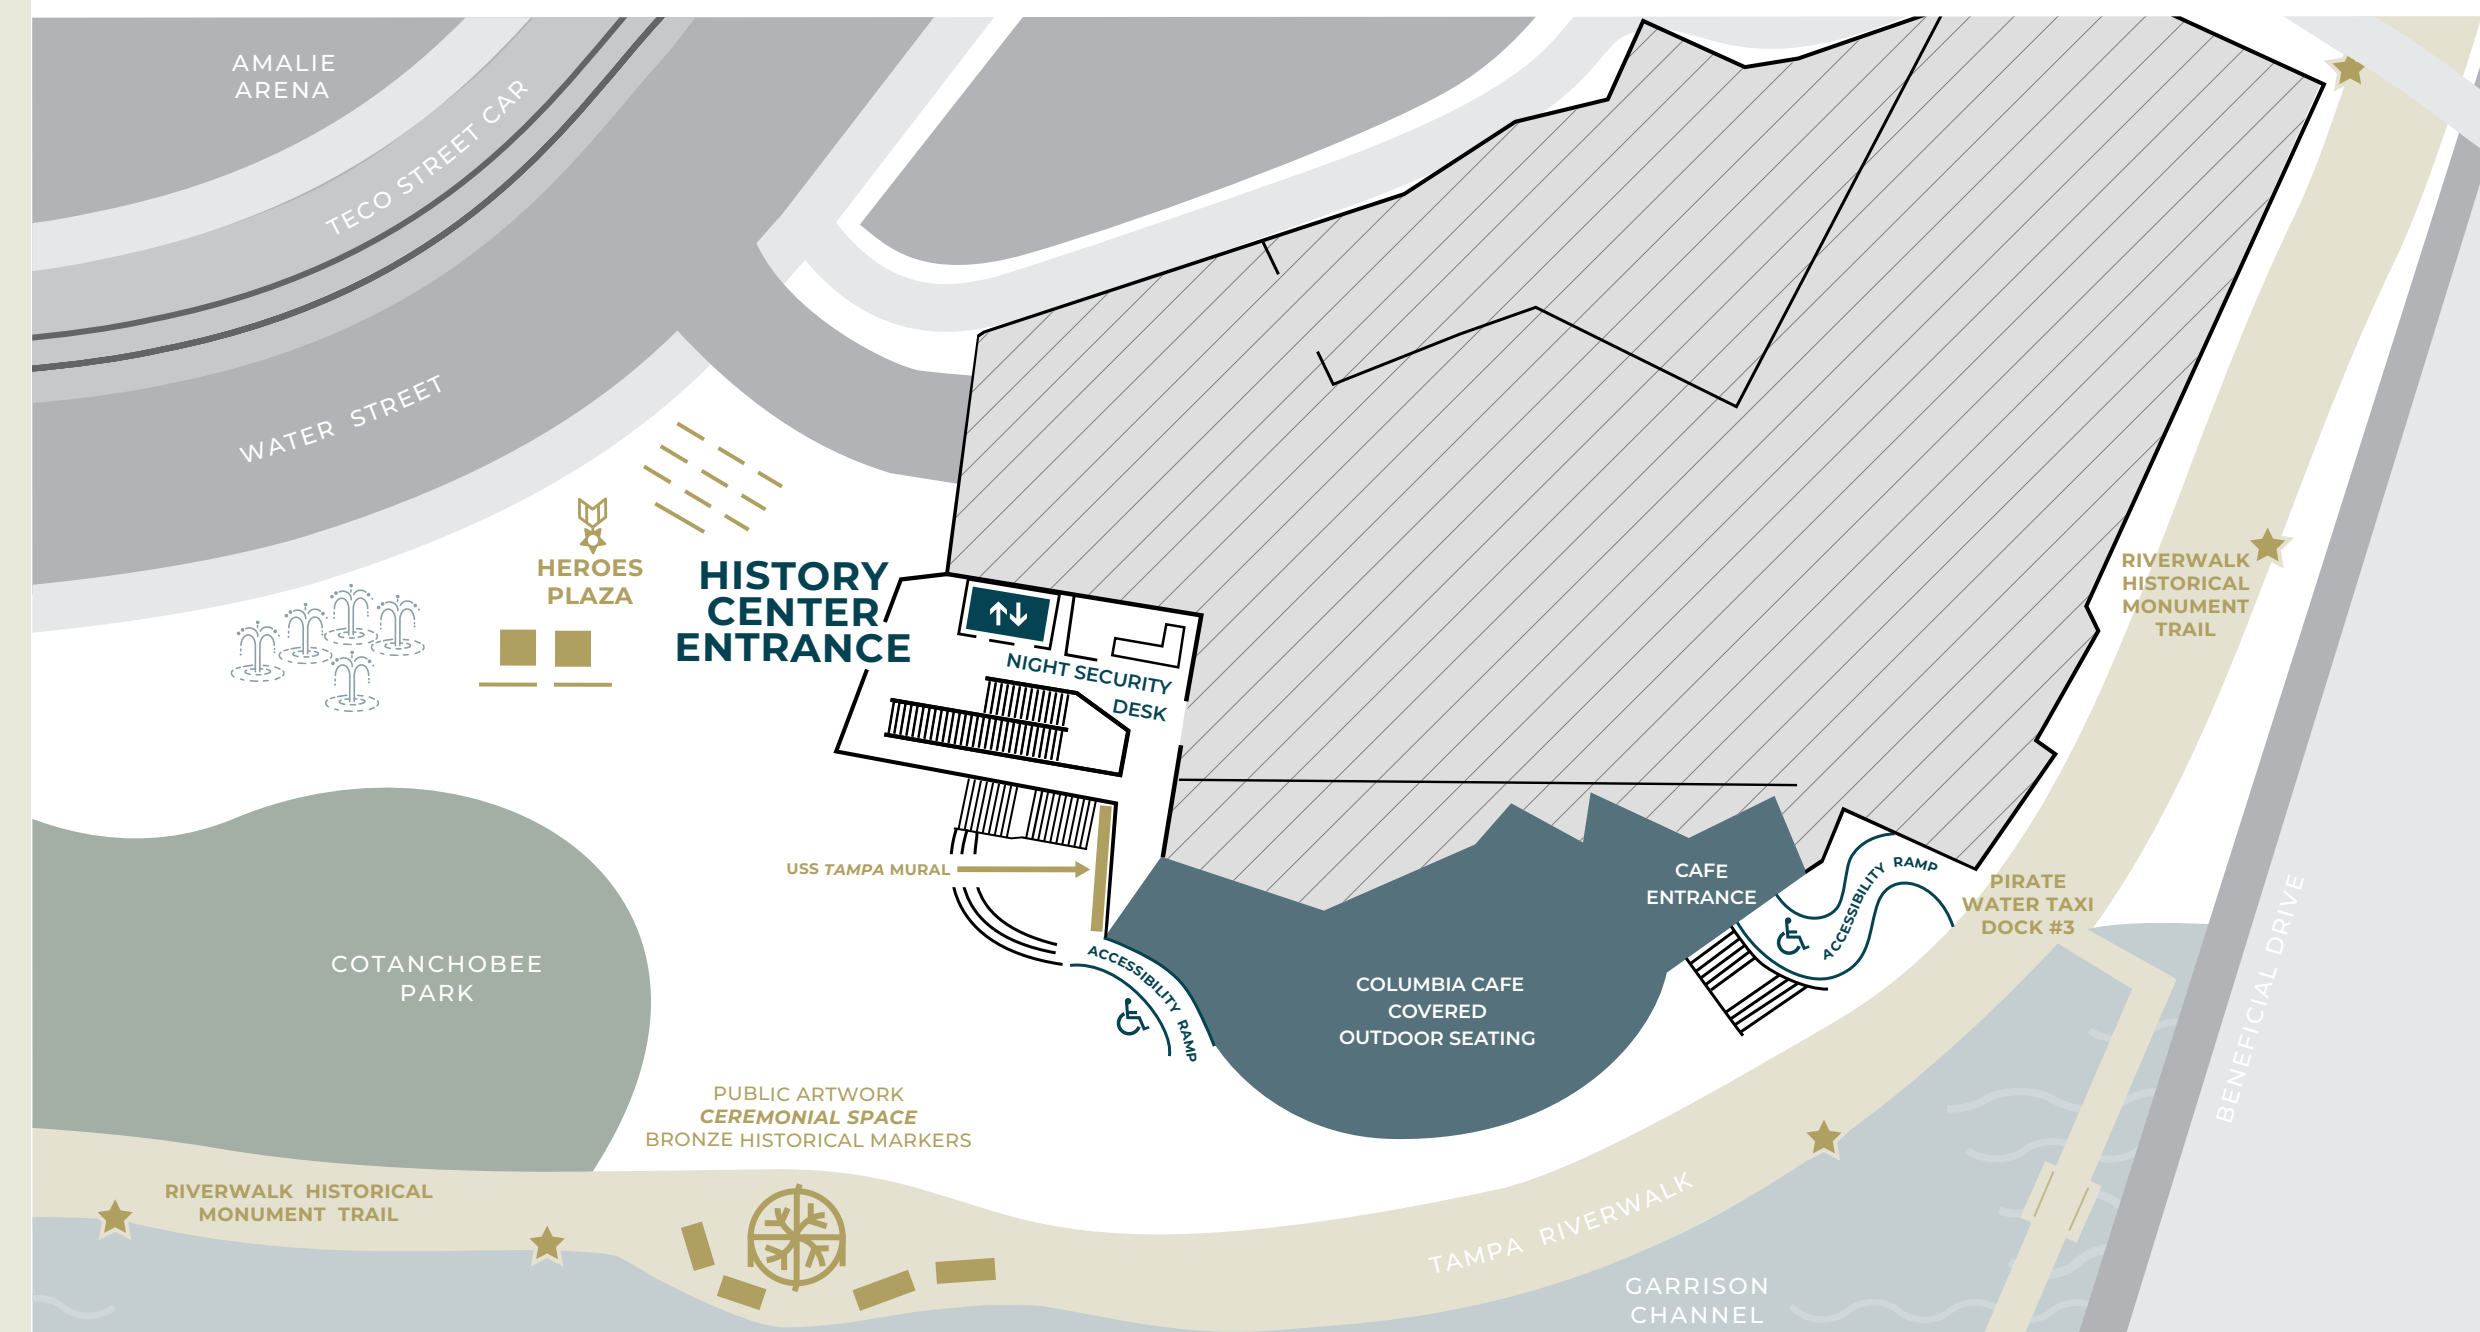 AMALIE
ARENA
TECO STREET CAR
WATER STREET
HEROES
PLAZA
HISTORY
CENTER
ENTRANCE
NIGHT SECURITY
DESK
RIVERWALK
HISTORICAL
MONUMENT
TRAIL
USS TAMPA MURAL
CAFE
ENTRANCE
ACCESSIBILITY RAMP
PIRATE
WATER TAXI
DOCK #3
BENEFICIAL DRIVE
COTANCHOBEE
PARK
ACCESSIBILITY RAMP
COLUMBIA CAFE
COVERED
OUTDOOR SEATING
PUBLIC ARTWORK
CEREMONIAL SPACE
BRONZE HISTORICAL MARKERS
RIVERWALK HISTORICAL
MONUMENT TRAIL
TAMPA RIVERWALK
GARRISON
CHANNEL